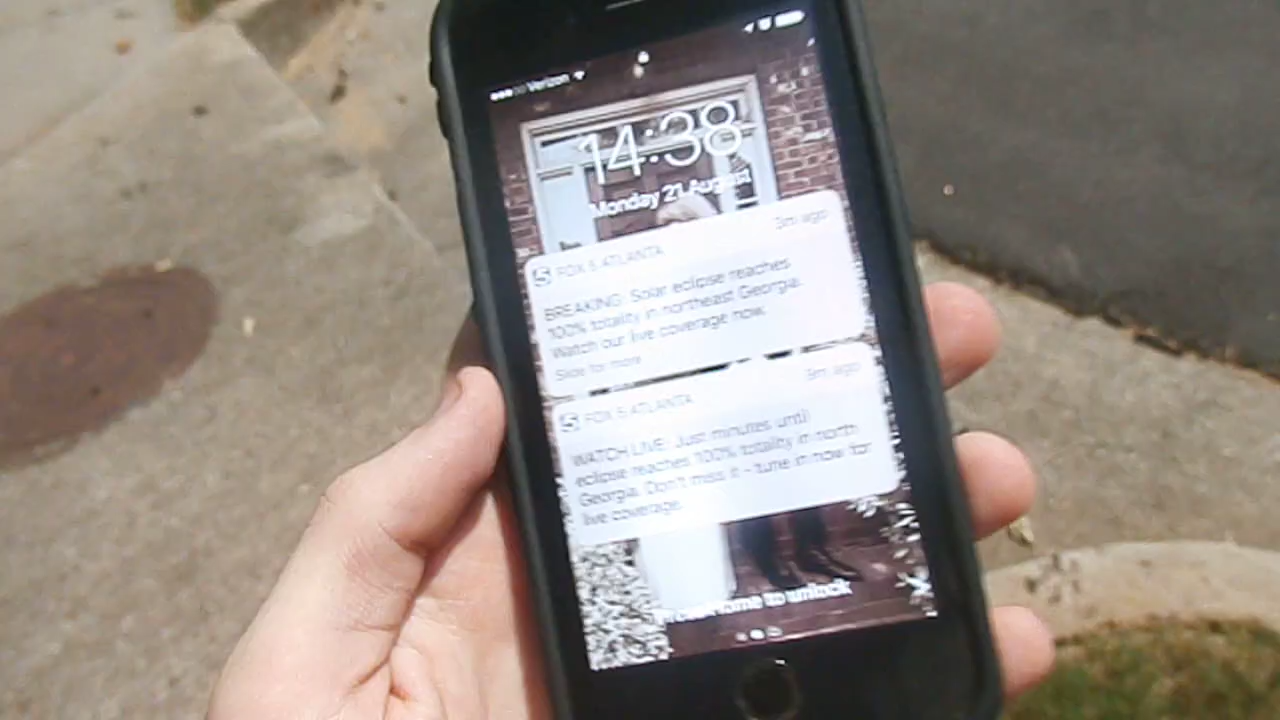 Verizon
14:38
Monday 21 August
FOX 5 ATLANTA 3m ago
BREAKING: Solar eclipse reaches
100% totality in northeast Georgia.
Watch our live coverage now.
Slide for more
FOX 5 ATLANTA 9m ago
WATCH LIVE: Just minutes until
eclipse reaches 100% totality in north
Georgia. Don't miss it - tune in now for
live coverage.
Press home to unlock